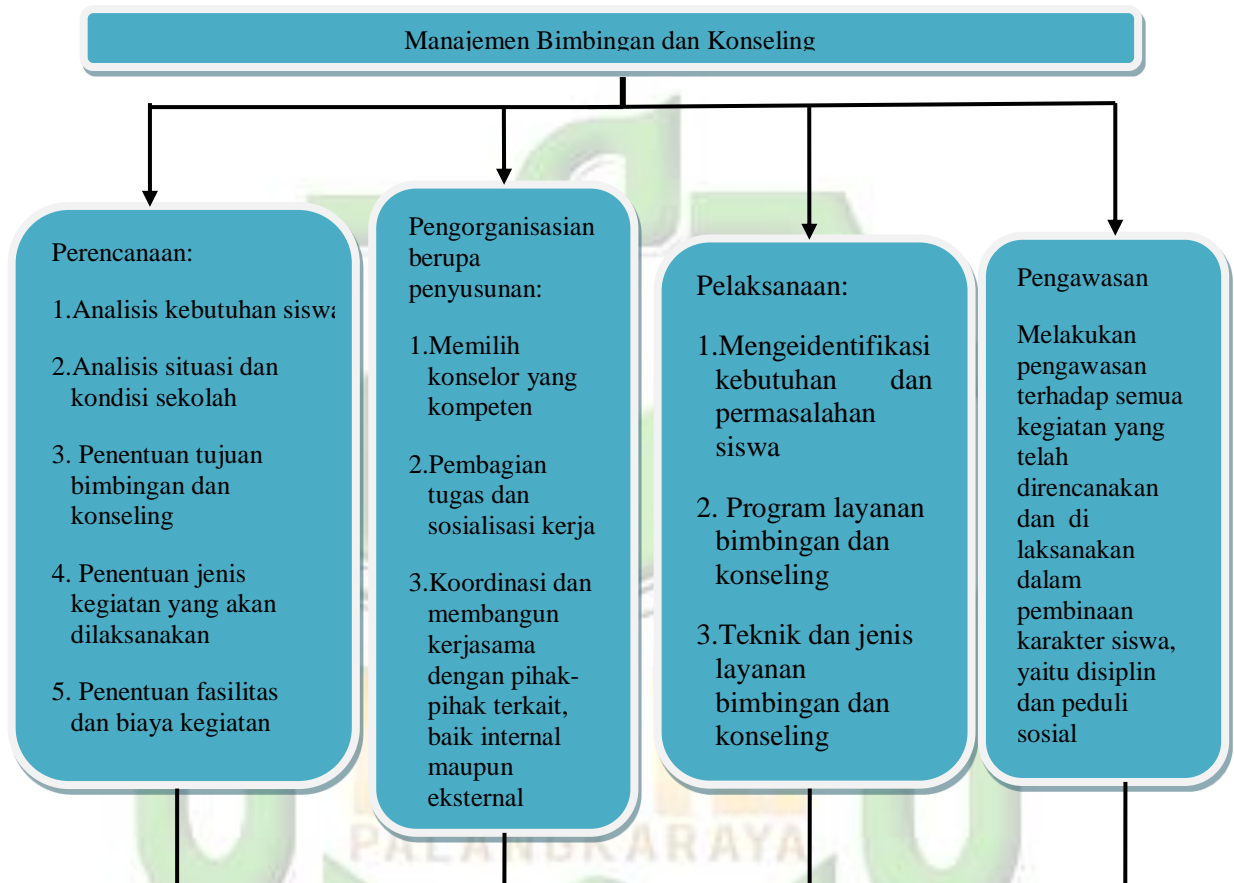 Manajemen Bimbingan dan Konseling
Perencanaan:
1.Analisis kebutuhan siswa
2.Analisis situasi dan
kondisi sekolah
3. Penentuan tujuan
bimbingan dan
konseling
4. Penentuan jenis
kegiatan yang akan
dilaksanakan
5. Penentuan fasilitas
dan biaya kegiatan
Pengorganisasian
berupa
penyusunan:
1.Memilih
konselor yang
kompeten
2.Pembagian
tugas dan
sosialisasi kerja
3.Koordinasi dan
membangun
kerjasama
dengan pihak-
pihak terkait,
baik internal
maupun
eksternal
Pelaksanaan:
1.Mengeidentifikasi
kebutuhan dan
permasalahan
siswa
2. Program layanan
bimbingan dan
konseling
3.Teknik dan jenis
layanan
bimbingan dan
konseling
Pengawasan
Melakukan
pengawasan
terhadap semua
kegiatan yang
telah
direncanakan
dan di
laksanakan
dalam
pembinaan
karakter siswa,
yaitu disiplin
dan peduli
sosial
PALANGKARAYA